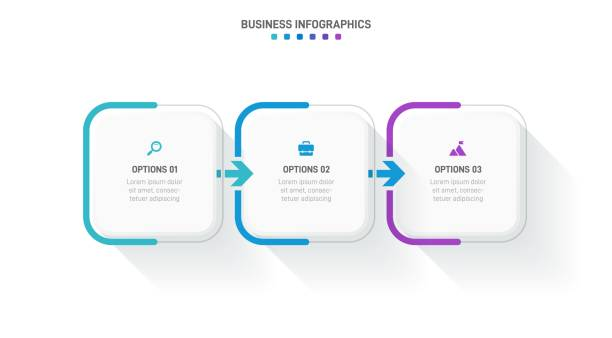 BUSINESS INFOGRAPHICS
OPTIONS 01
Lorem ipsum dolor
sit amet, consec-
tetuer adipiscing
OPTIONS 02
Lorem ipsum dolor
sit amet, consec-
tetuer adipiscing
OPTIONS 03
Lorem ipsum dolor
sit amet, consec-
tetuer adipiscing